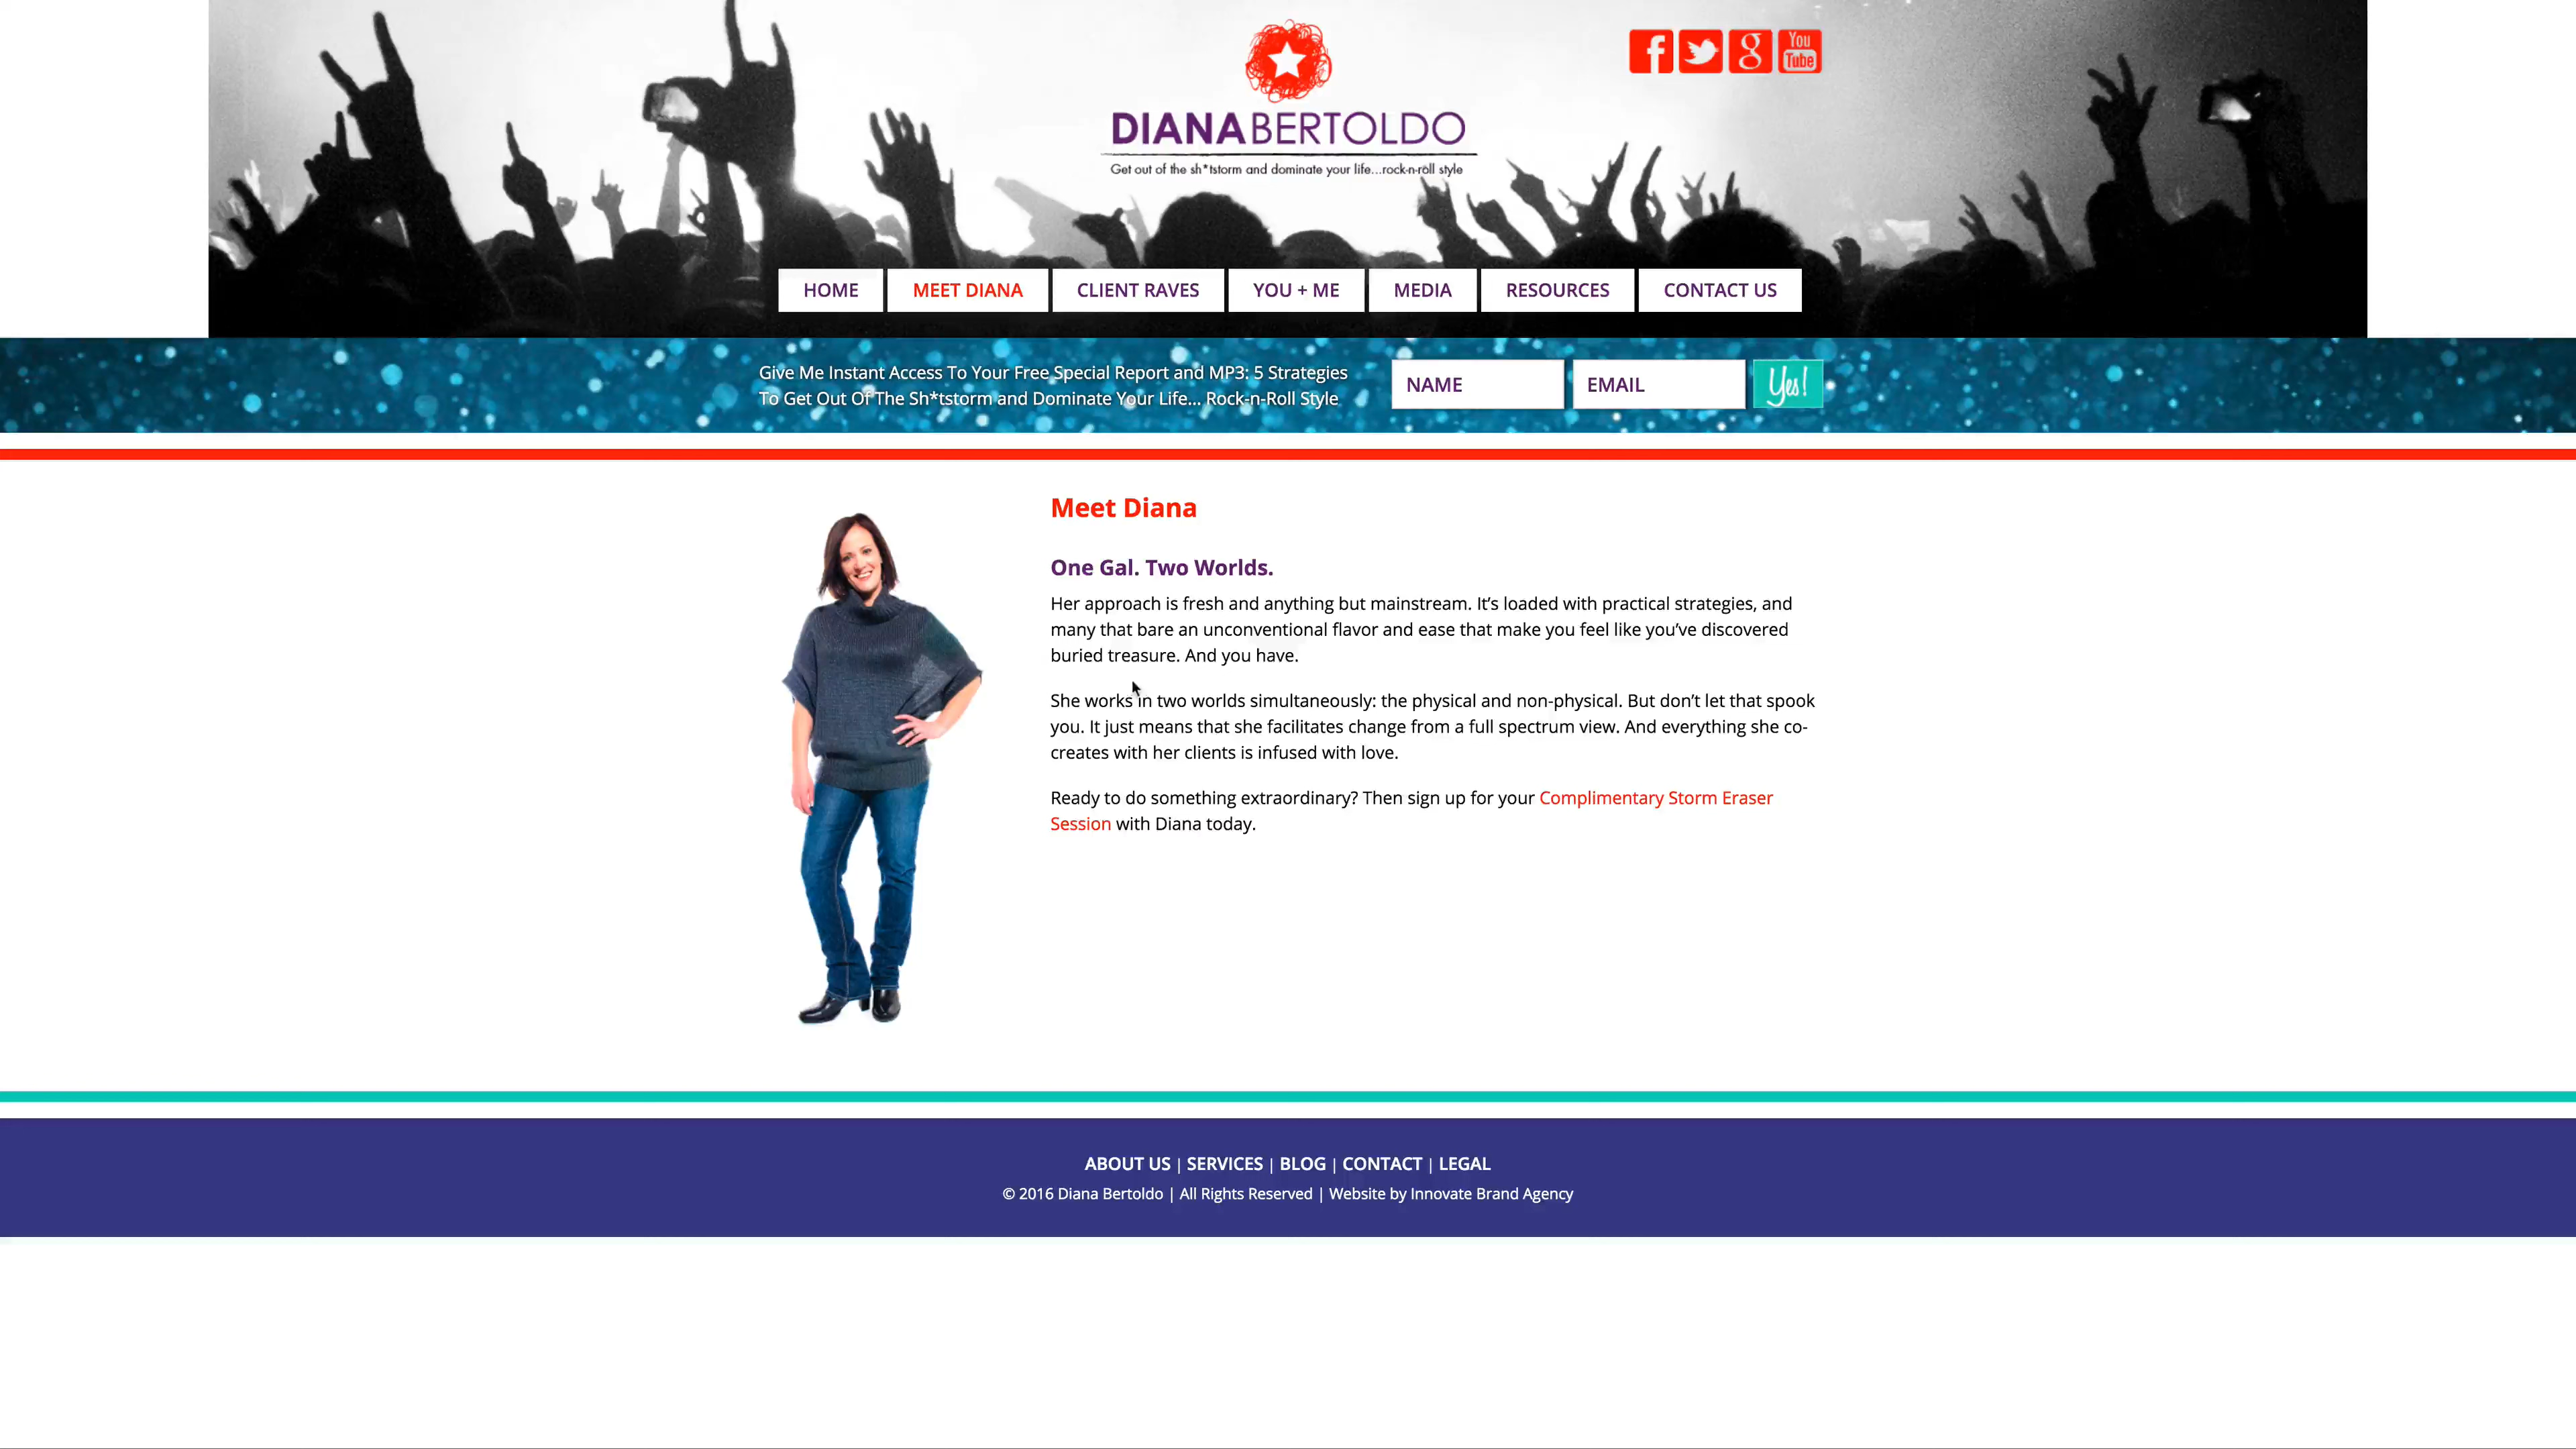 DIANABERTOLDO
Get out of the sh*tstorm and dominate your life...rock-n-roll style
You
Tube
HOME
MEET DIANA
CLIENT RAVES
YOU + ME
MEDIA
RESOURCES
CONTACT US
Give Me Instant Access To Your Free Special Report and MP3: 5 Strategies
To Get Out Of The Sh*tstorm and Dominate Your Life... Rock-n-Roll Style
NAME
EMAIL
Yes!
Meet Diana
One Gal. Two Worlds.
Her approach is fresh and anything but mainstream. It’s loaded with practical strategies, and
many that bare an unconventional flavor and ease that make you feel like you’ve discovered
buried treasure. And you have.
She works in two worlds simultaneously: the physical and non-physical. But don’t let that spook
you. It just means that she facilitates change from a full spectrum view. And everything she co-
creates with her clients is infused with love.
Ready to do something extraordinary? Then sign up for your Complimentary Storm Eraser
Session with Diana today.
ABOUT US | SERVICES | BLOG | CONTACT | LEGAL
© 2016 Diana Bertoldo | All Rights Reserved | Website by Innovate Brand Agency